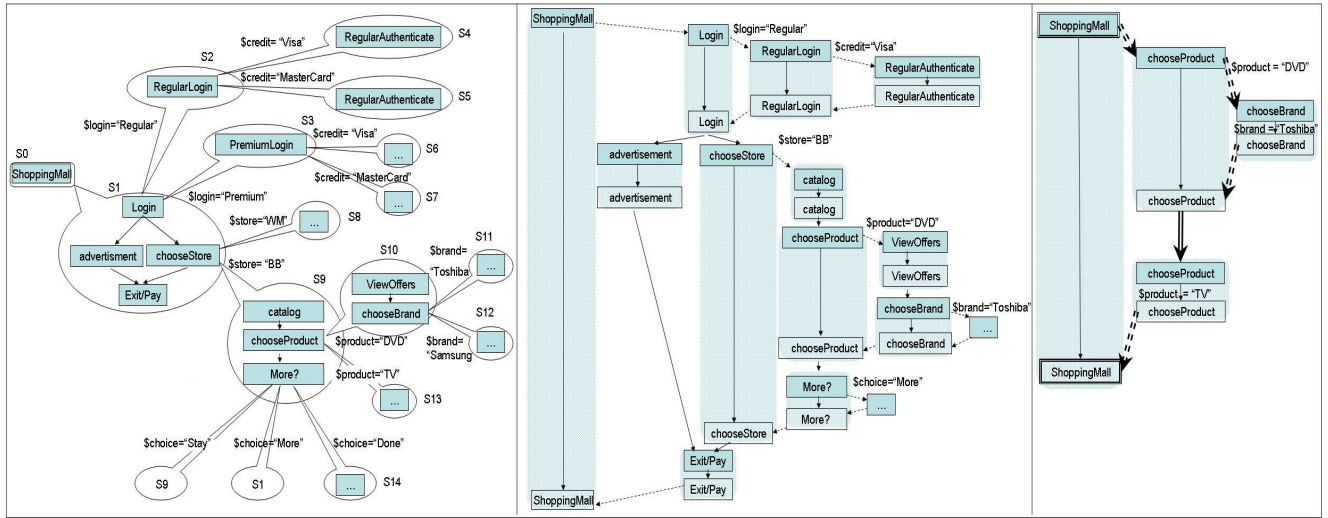 S4
$credit= “Visa”
RegularAuthenticate
S2
$credit=“MasterCard”
RegularLogin
RegularAuthenticate
S5
$login=“Regular”
S3
$credit= “Visa”
PremiumLogin
...
S6
S0
ShoppingMall
$credit= “MasterCard”
S1
$login=“Premium”
...
S7
Login
$store=“WM”
S8
...
advertisment
chooseStore
$store= “BB”
Exit/Pay
S9
S10
$brand=
“Toshiba
S11
...
ViewOffers
catalog
chooseBrand
S12
chooseProduct
$product=“DVD”
$brand=
“Samsung
...
More?
$product=“TV”
...
S13
$choice=“Stay”
$choice=“More”
$choice=“Done”
S9
S1
...
S14
ShoppingMall
$login=“Regular”
Login
RegularLogin
$credit=“Visa”
RegularAuthenticate
RegularAuthenticate
RegularLogin
Login
$store=“BB”
advertisement
chooseStore
catalog
advertisement
catalog
$product=“DVD”
chooseProduct
ViewOffers
ViewOffers
chooseBrand
$brand=“Toshiba”
...
chooseProduct
chooseBrand
More?
$choice=“More”
...
More?
chooseStore
Exit/Pay
Exit/Pay
ShoppingMall
ShoppingMall
chooseProduct
$product = “DVD”
chooseBrand
$brand =“Toshiba”
chooseBrand
chooseProduct
chooseProduct
$product = “TV”
chooseProduct
ShoppingMall